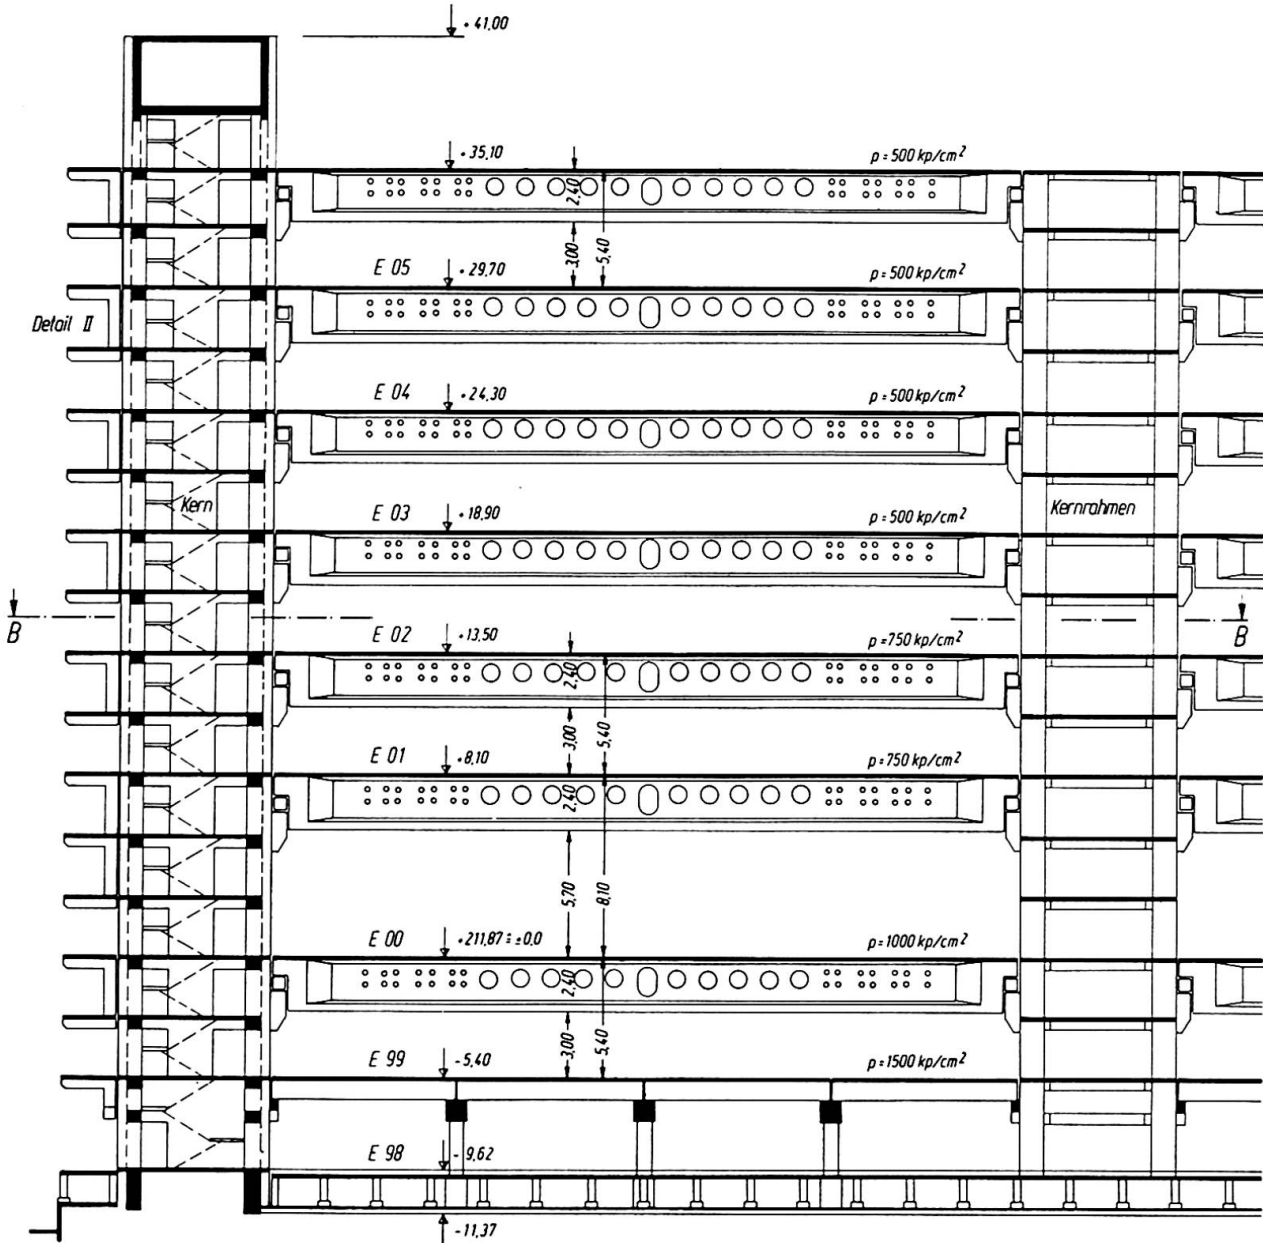 +41,00
+35,10 p=500 kp/cm²
2,40
3,00
5,40
E 05 +29,70 p=500 kp/cm²
Detail II
E 04 +24,30 p=500 kp/cm²
Kern
Kernrahmen
E 03 +18,90 p=500 kp/cm²
B
B
E 02 +13,50 p=750 kp/cm²
2,40
3,00
5,40
E 01 +8,10 p=750 kp/cm²
2,40
5,70
8,10
E 00 +211,87 ≙ ±0,0 p=1000 kp/cm²
2,40
3,00
5,40
E 99 -5,40 p=1500 kp/cm²
E 98 -9,62
-11,37